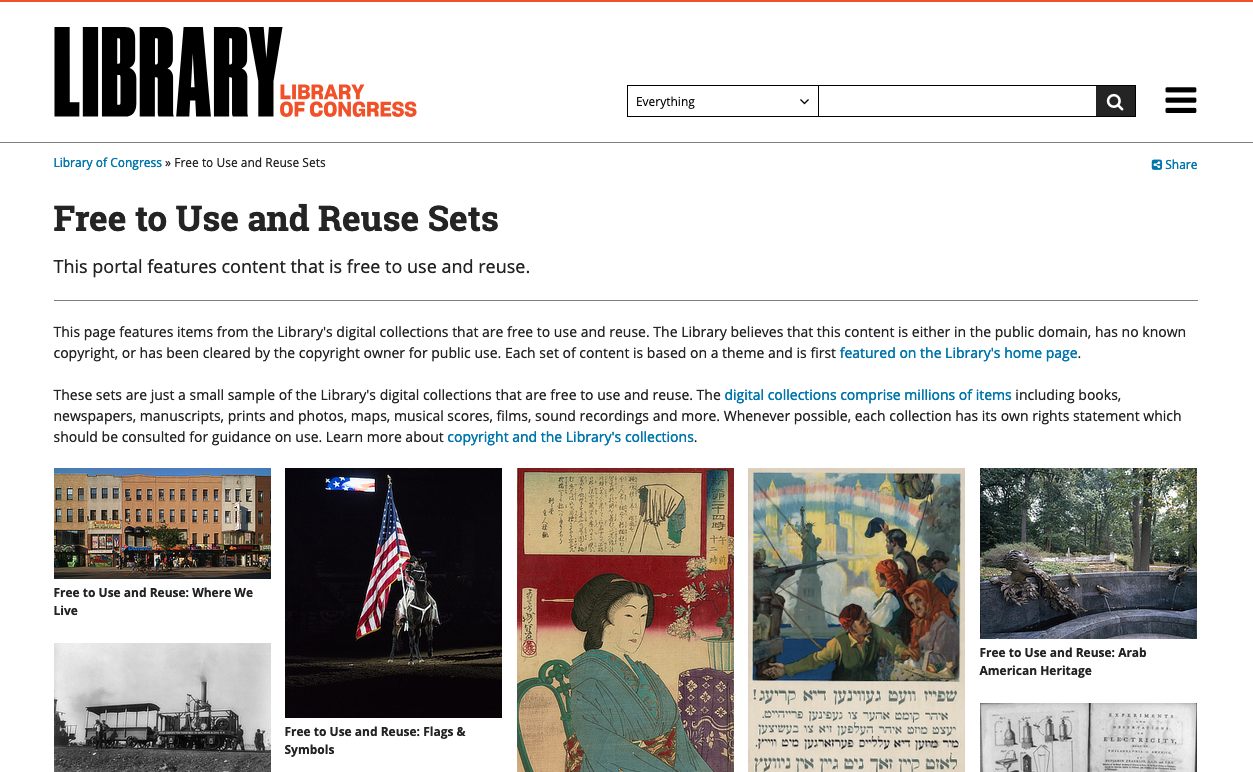 LIBRARY
LIBRARY
OF CONGRESS
Everything
Library of Congress » Free to Use and Reuse Sets
Share
Free to Use and Reuse Sets
This portal features content that is free to use and reuse.
This page features items from the Library's digital collections that are free to use and reuse. The Library believes that this content is either in the public domain, has no known
copyright, or has been cleared by the copyright owner for public use. Each set of content is based on a theme and is first featured on the Library's home page.
These sets are just a small sample of the Library's digital collections that are free to use and reuse. The digital collections comprise millions of items including books,
newspapers, manuscripts, prints and photos, maps, musical scores, films, sound recordings and more. Whenever possible, each collection has its own rights statement which
should be consulted for guidance on use. Learn more about copyright and the Library's collections.
Free to Use and Reuse: Where We
Live
Free to Use and Reuse: Flags &
Symbols
שפייז וועט געווינען דיא קריעג!
איהר קומט אהער צו געפינען פרייהייט.
יעצט מוזט איהר העלפען זיא צו בעשיצען
מיר מוזען דיא עלליעס פערזארגען מיט ווייץ.
לאזט קיין זאך ניט גיין אין ניוועץ
Free to Use and Reuse: Arab
American Heritage
EXPERIMENTS
ELECTRICITY,
PHILADELPHIA in AMERICA,
BENJAMIN FRANKLIN